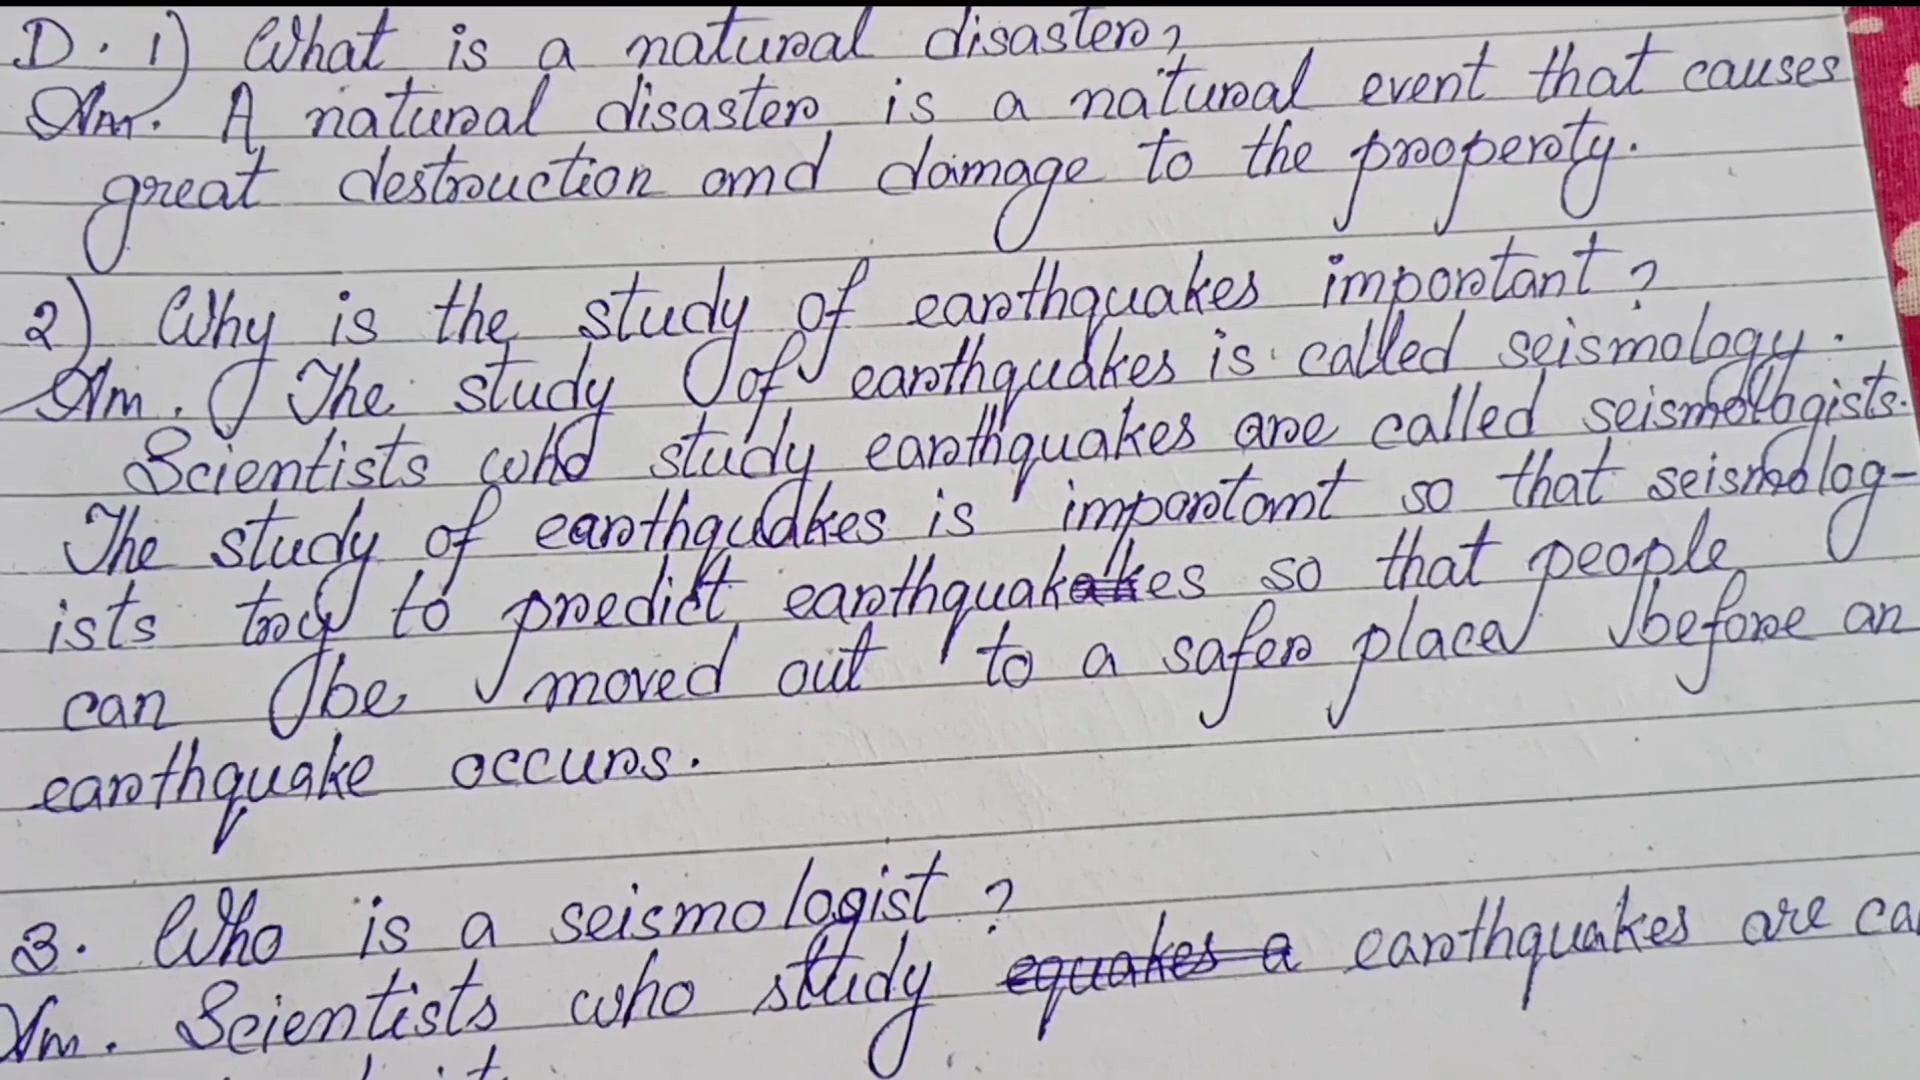 D. 1) What is a natural disaster?
Ans. A natural disaster is a natural event that causes
great destruction and damage to the property.
2) Why is the study of earthquakes important?
Ans. The study of earthquakes is called seismology.
Scientists who study earthquakes are called seismologists.
The study of earthquakes is important so that seismolog-
ists try to predict earthquakes so that people
can be moved out to a safer place before an
earthquake occurs.
3. Who is a seismologist?
Ans. Scientists who study equakes a earthquakes are ca